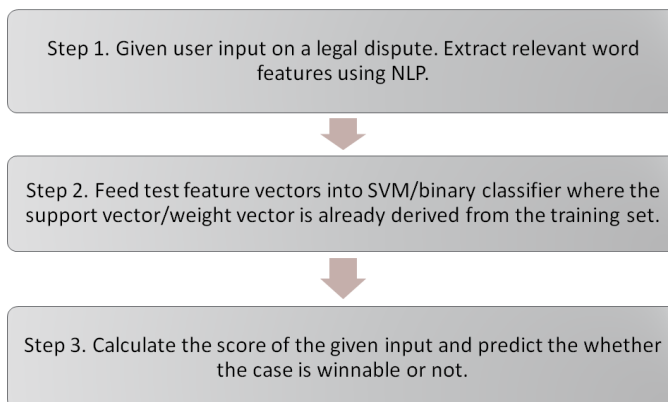 Step 1. Given user input on a legal dispute. Extract relevant word
features using NLP.
Step 2. Feed test feature vectors into SVM/binary classifier where the
support vector/weight vector is already derived from the training set.
Step 3. Calculate the score of the given input and predict the whether
the case is winnable or not.